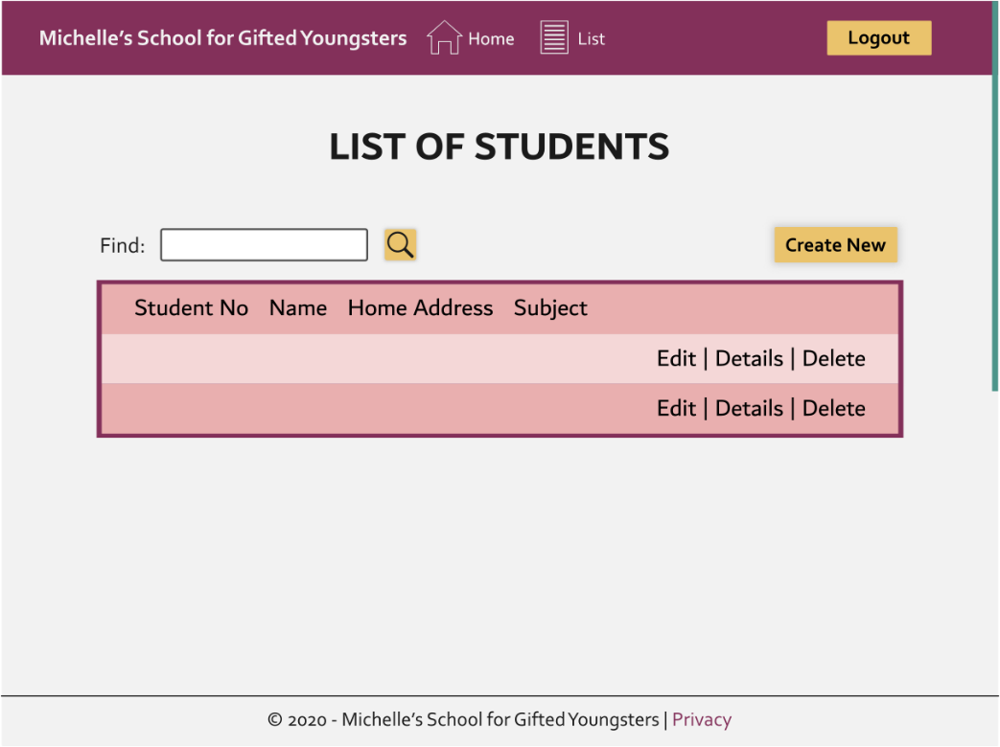 Michelle’s School for Gifted Youngsters Home List Logout
LIST OF STUDENTS
Find: Create New
Student No Name Home Address Subject
Edit | Details | Delete
Edit | Details | Delete
© 2020 - Michelle’s School for Gifted Youngsters | Privacy